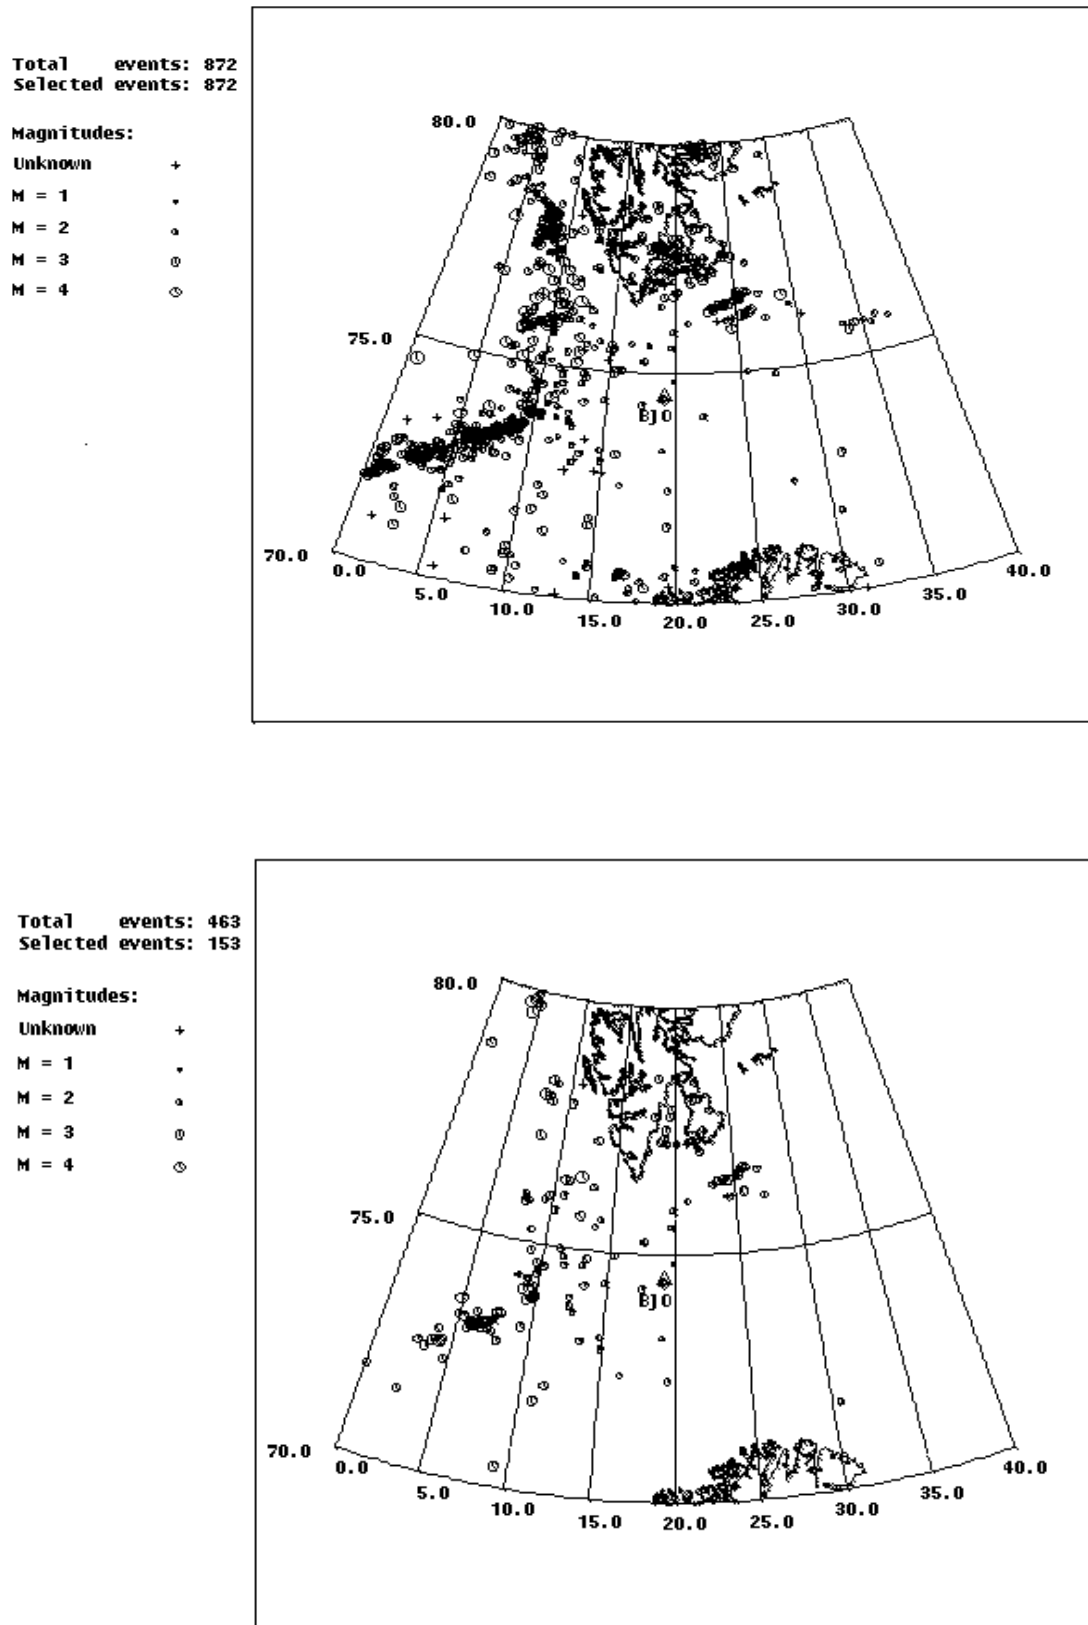 Total events: 872
Selected events: 872
Magnitudes:
Unknown +
M = 1
M = 2
M = 3
M = 4
80.0
75.0
BJO
70.0
0.0
5.0
10.0
15.0
20.0
25.0
30.0
35.0
40.0
Total events: 463
Selected events: 153
Magnitudes:
Unknown +
M = 1
M = 2
M = 3
M = 4
80.0
75.0
BJO
70.0
0.0
5.0
10.0
15.0
20.0
25.0
30.0
35.0
40.0